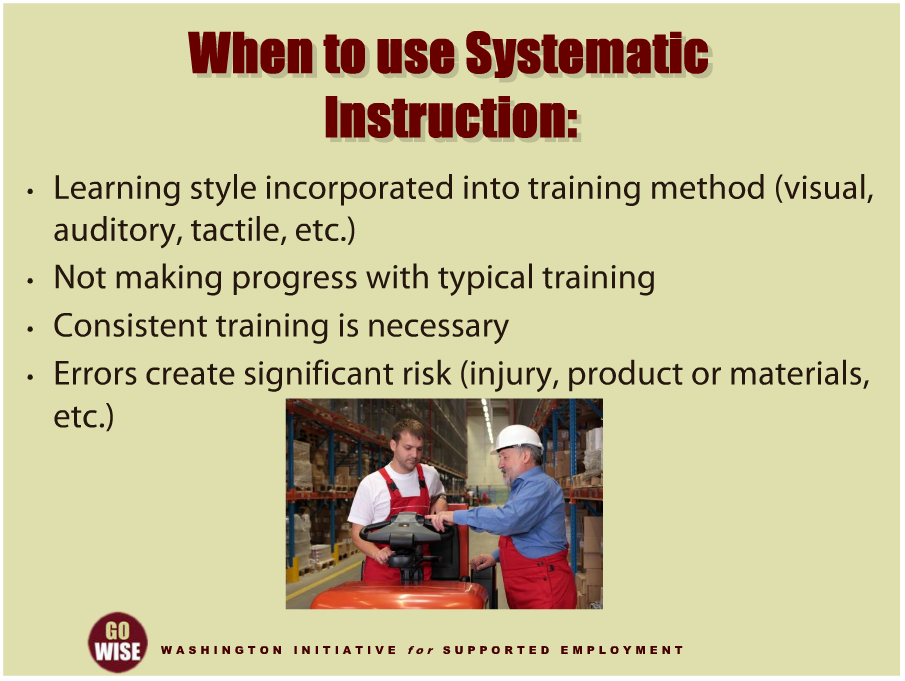 When to use Systematic
Instruction:
• Learning style incorporated into training method (visual,
auditory, tactile, etc.)
• Not making progress with typical training
• Consistent training is necessary
• Errors create significant risk (injury, product or materials,
etc.)
GO
WISE
WASHINGTON INITIATIVE for SUPPORTED EMPLOYMENT